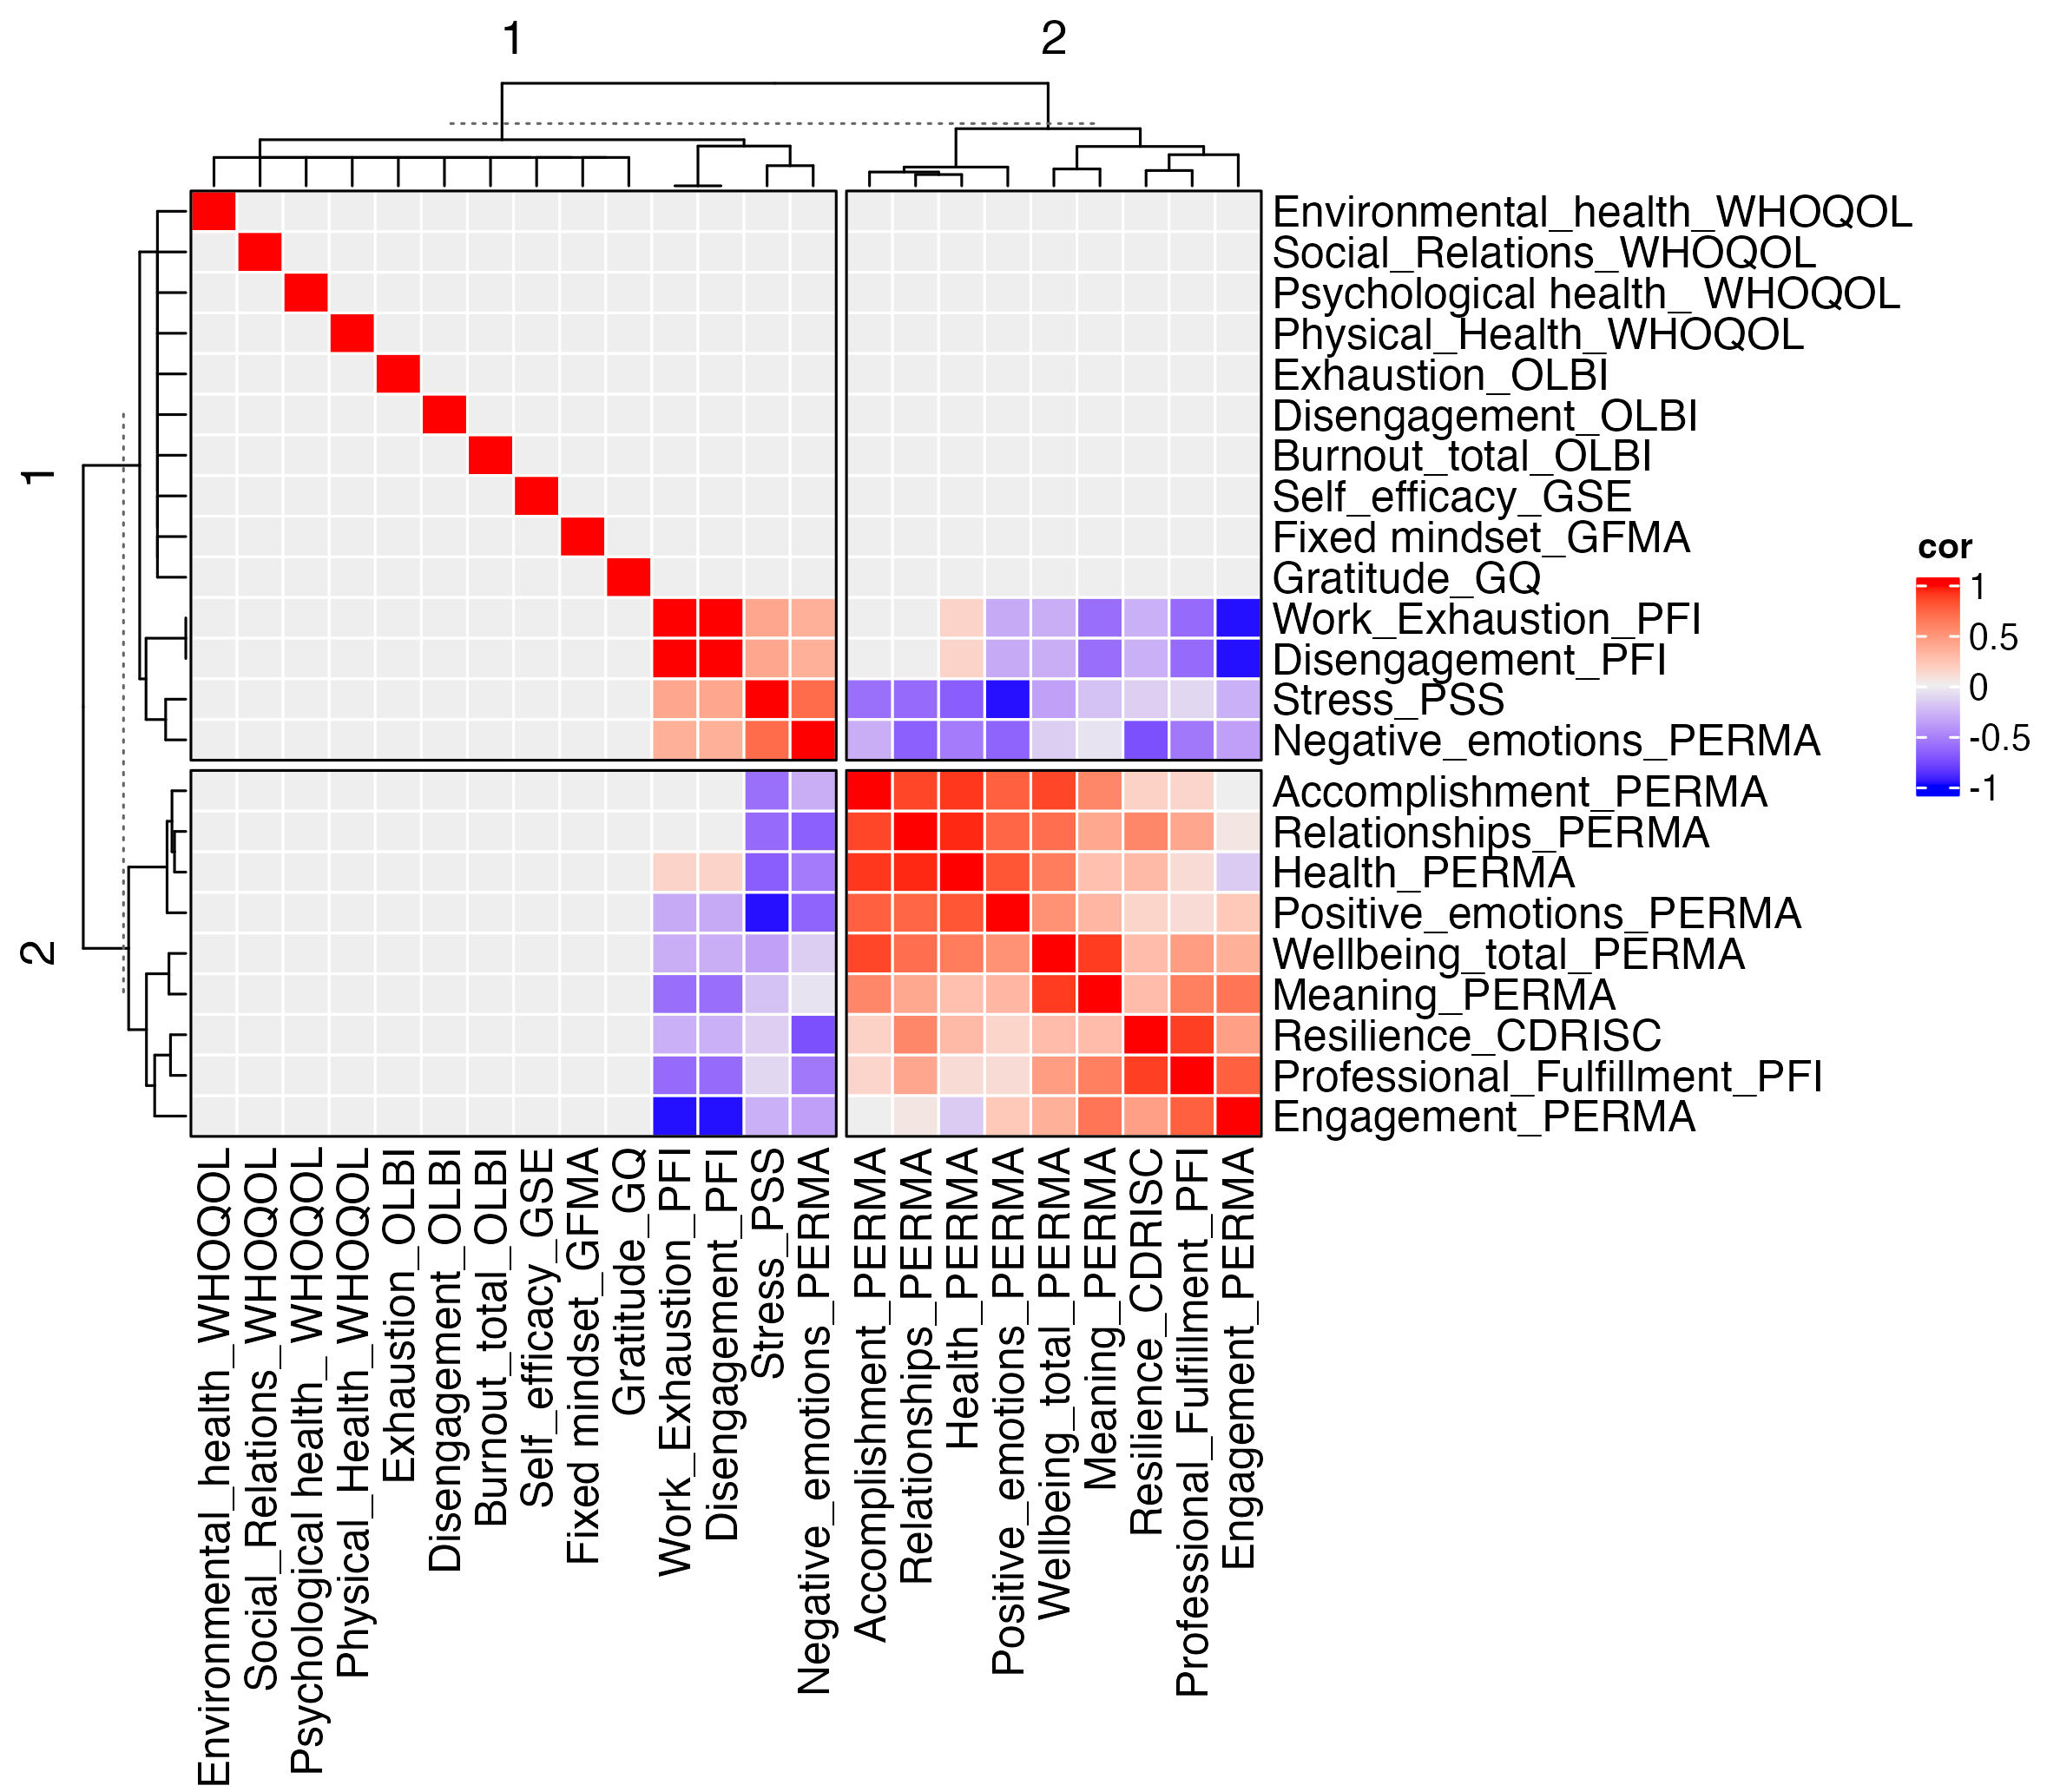 1
2
1
2
Environmental_health_WHOQOL
Social_Relations_WHOQOL
Psychological health_ WHOQOL
Physical_Health_WHOQOL
Exhaustion_OLBI
Disengagement_OLBI
Burnout_total_OLBI
Self_efficacy_GSE
Fixed mindset_GFMA
Gratitude_GQ
Work_Exhaustion_PFI
Disengagement_PFI
Stress_PSS
Negative_emotions_PERMA
Accomplishment_PERMA
Relationships_PERMA
Health_PERMA
Positive_emotions_PERMA
Wellbeing_total_PERMA
Meaning_PERMA
Resilience_CDRISC
Professional_Fulfillment_PFI
Engagement_PERMA
cor
1
0.5
0
-0.5
-1
Environmental_health_WHOQOL
Social_Relations_WHOQOL
Psychological health_ WHOQOL
Physical_Health_WHOQOL
Exhaustion_OLBI
Disengagement_OLBI
Burnout_total_OLBI
Self_efficacy_GSE
Fixed mindset_GFMA
Gratitude_GQ
Work_Exhaustion_PFI
Disengagement_PFI
Stress_PSS
Negative_emotions_PERMA
Accomplishment_PERMA
Relationships_PERMA
Health_PERMA
Positive_emotions_PERMA
Wellbeing_total_PERMA
Meaning_PERMA
Resilience_CDRISC
Professional_Fulfillment_PFI
Engagement_PERMA